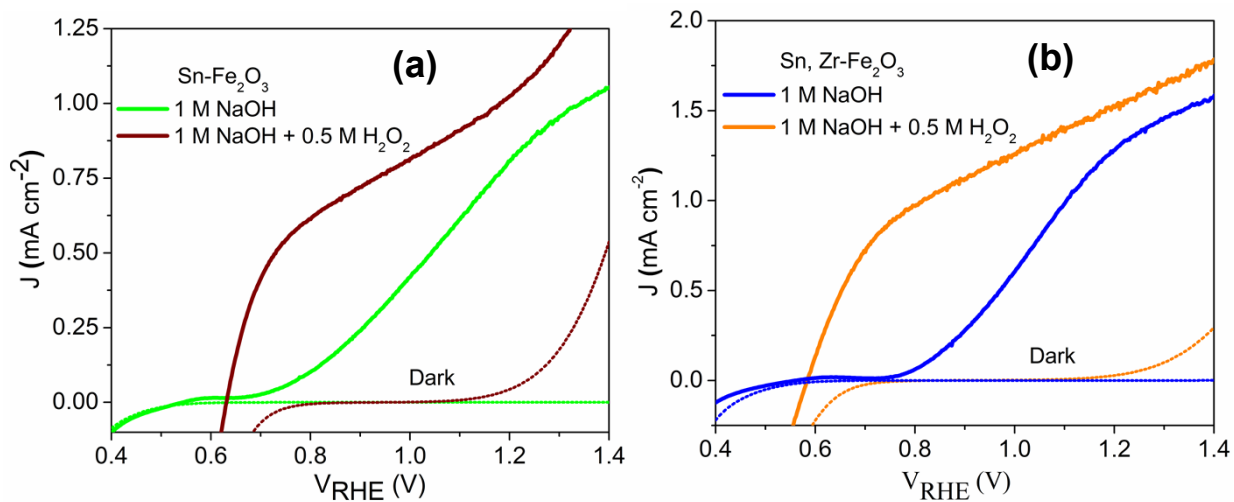 (a)
Sn-Fe₂O₃
1 M NaOH
1 M NaOH + 0.5 M H₂O₂
Dark
J (mA cm⁻²)
1.25
1.00
0.75
0.50
0.25
0.00
0.4 0.6 0.8 1.0 1.2 1.4
V_RHE (V)
(b)
Sn, Zr-Fe₂O₃
1 M NaOH
1 M NaOH + 0.5 M H₂O₂
Dark
J (mA cm⁻²)
2.0
1.5
1.0
0.5
0.0
0.4 0.6 0.8 1.0 1.2 1.4
V_RHE (V)